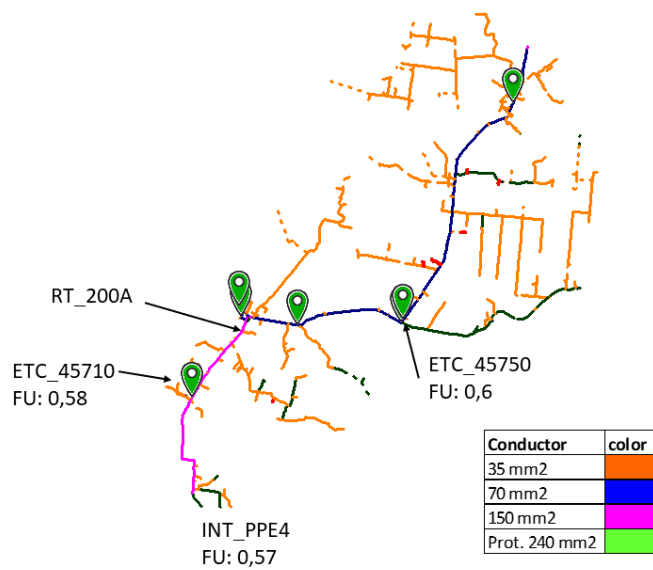 RT_200A
ETC_45710
FU: 0,58
ETC_45750
FU: 0,6
INT_PPE4
FU: 0,57
Conductor color
35 mm2
70 mm2
150 mm2
Prot. 240 mm2